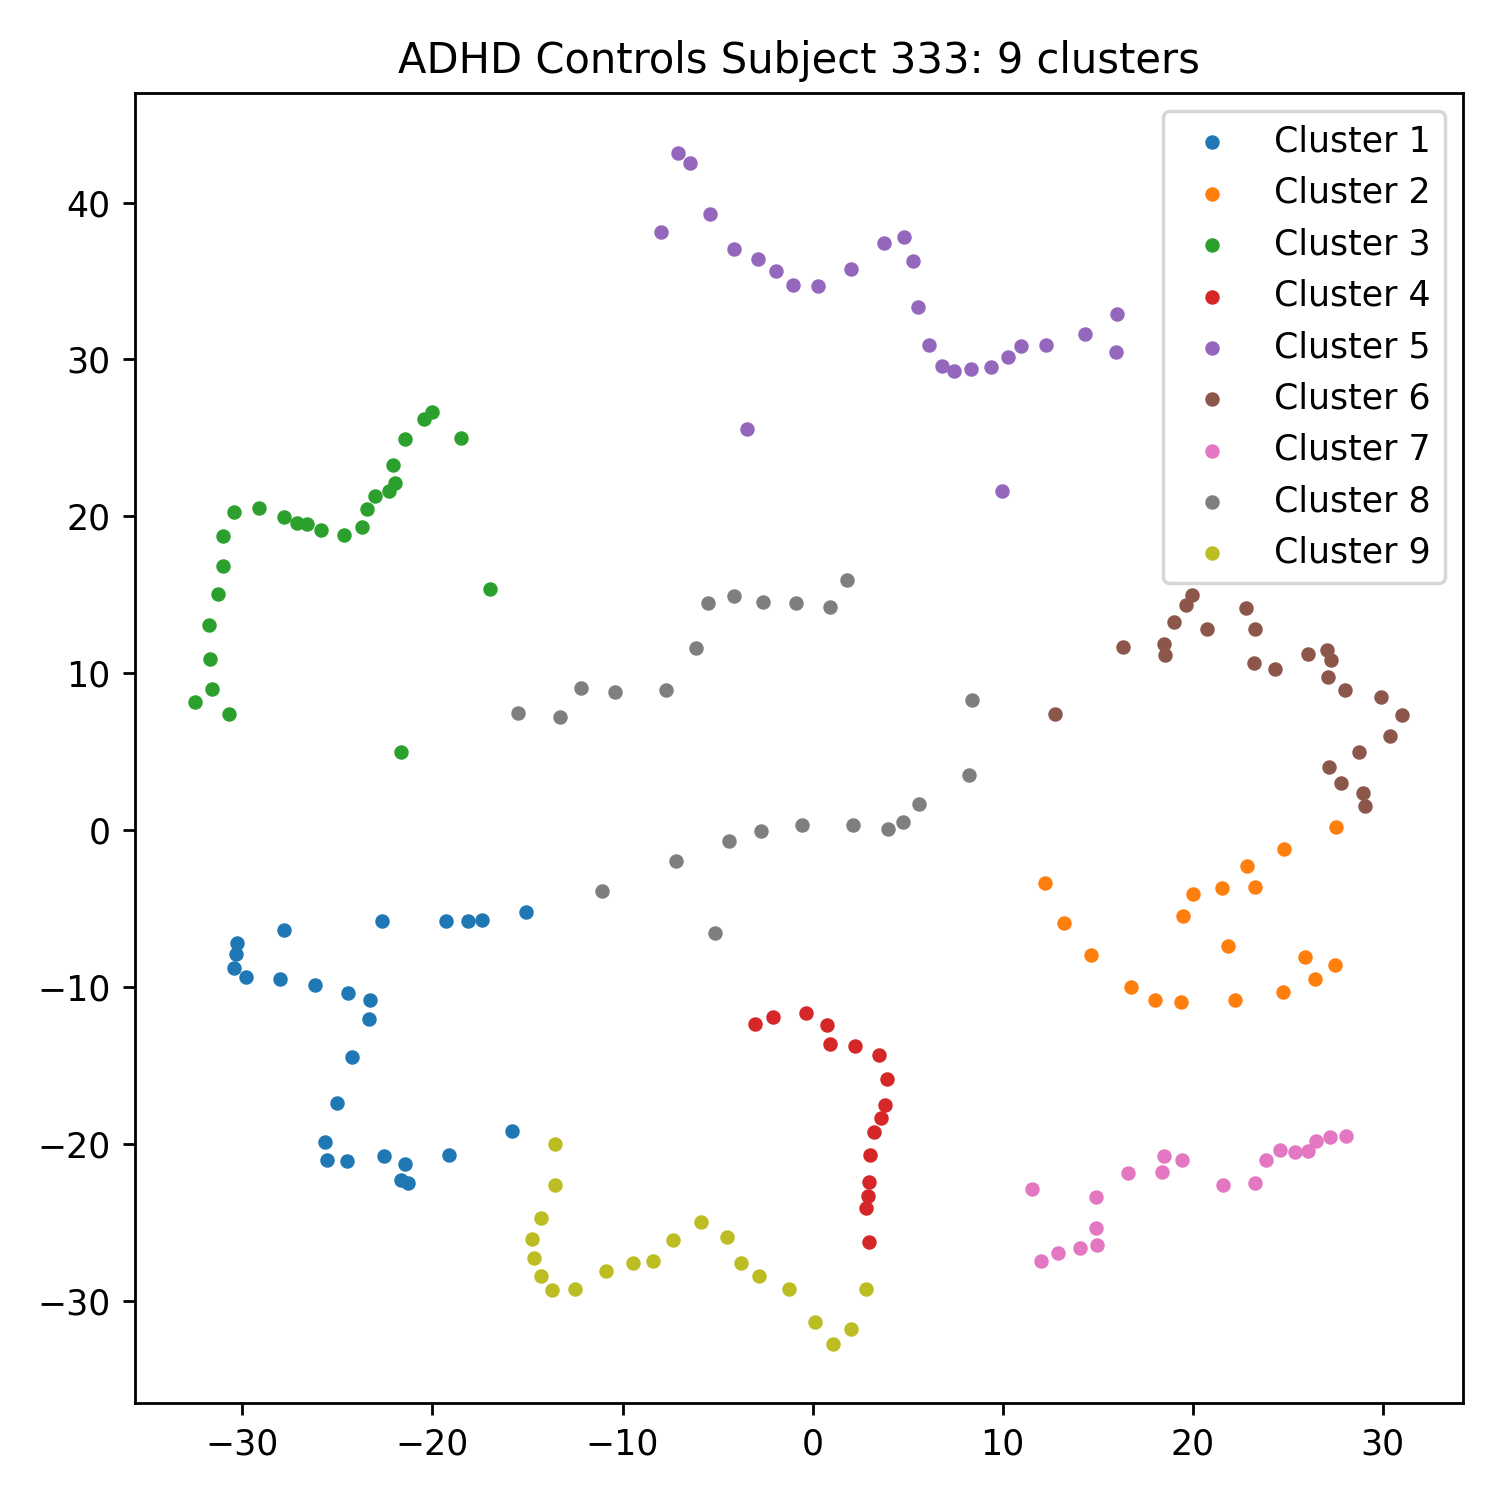 ADHD Controls Subject 333: 9 clusters
Cluster 1
Cluster 2
Cluster 3
Cluster 4
Cluster 5
Cluster 6
Cluster 7
Cluster 8
Cluster 9
40
30
20
10
0
−10
−20
−30
−30 −20 −10 0 10 20 30